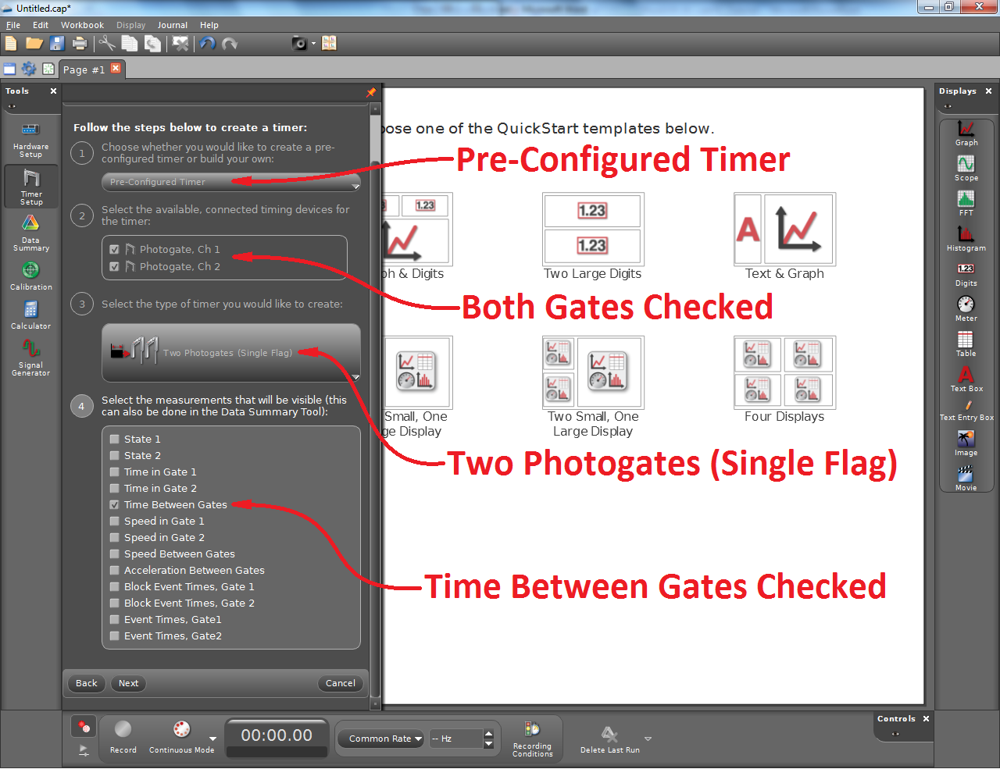 Untitled.cap*
File Edit Workbook Display Journal Help
Page #1
Tools
Hardware
Setup
Timer
Setup
Data
Summary
Calibration
Calculator
Signal
Generator
Follow the steps below to create a timer:
1 Choose whether you would like to create a pre-
configured timer or build your own:
Pre-Configured Timer
2 Select the available, connected timing devices for
the timer:
Photogate, Ch 1
Photogate, Ch 2
3 Select the type of timer you would like to create:
Two Photogates (Single Flag)
4 Select the measurements that will be visible (this
can also be done in the Data Summary Tool):
State 1
State 2
Time in Gate 1
Time in Gate 2
Time Between Gates
Speed in Gate 1
Speed in Gate 2
Speed Between Gates
Acceleration Between Gates
Block Event Times, Gate 1
Block Event Times, Gate 2
Event Times, Gate1
Event Times, Gate2
Back Next Cancel
ose one of the QuickStart templates below.
Pre-Configured Timer
1.23
1.23
1.23
A
ph & Digits
Two Large Digits
Text & Graph
Both Gates Checked
Small, One
ge Display
Two Small, One
Large Display
Four Displays
Two Photogates (Single Flag)
Time Between Gates Checked
Displays
Graph
Scope
FFT
Histogram
1.23
Digits
Meter
Table
A
Text Box
Text Entry Box
Image
Movie
Record
Continuous Mode
00:00.00
Common Rate
-- Hz
Recording
Conditions
Delete Last Run
Controls